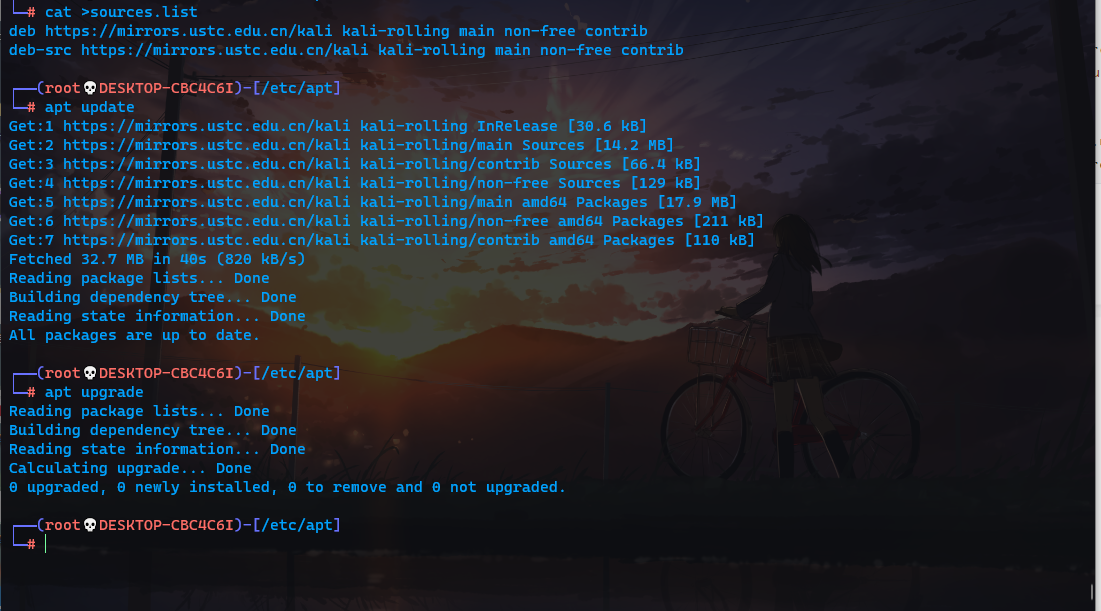 └─# cat >sources.list
deb https://mirrors.ustc.edu.cn/kali kali-rolling main non-free contrib
deb-src https://mirrors.ustc.edu.cn/kali kali-rolling main non-free contrib
┌──(root💀DESKTOP-CBC4C6I)-[/etc/apt]
└─# apt update
Get:1 https://mirrors.ustc.edu.cn/kali kali-rolling InRelease [30.6 kB]
Get:2 https://mirrors.ustc.edu.cn/kali kali-rolling/main Sources [14.2 MB]
Get:3 https://mirrors.ustc.edu.cn/kali kali-rolling/contrib Sources [66.4 kB]
Get:4 https://mirrors.ustc.edu.cn/kali kali-rolling/non-free Sources [129 kB]
Get:5 https://mirrors.ustc.edu.cn/kali kali-rolling/main amd64 Packages [17.9 MB]
Get:6 https://mirrors.ustc.edu.cn/kali kali-rolling/non-free amd64 Packages [211 kB]
Get:7 https://mirrors.ustc.edu.cn/kali kali-rolling/contrib amd64 Packages [110 kB]
Fetched 32.7 MB in 40s (820 kB/s)
Reading package lists... Done
Building dependency tree... Done
Reading state information... Done
All packages are up to date.
┌──(root💀DESKTOP-CBC4C6I)-[/etc/apt]
└─# apt upgrade
Reading package lists... Done
Building dependency tree... Done
Reading state information... Done
Calculating upgrade... Done
0 upgraded, 0 newly installed, 0 to remove and 0 not upgraded.
┌──(root💀DESKTOP-CBC4C6I)-[/etc/apt]
└─#